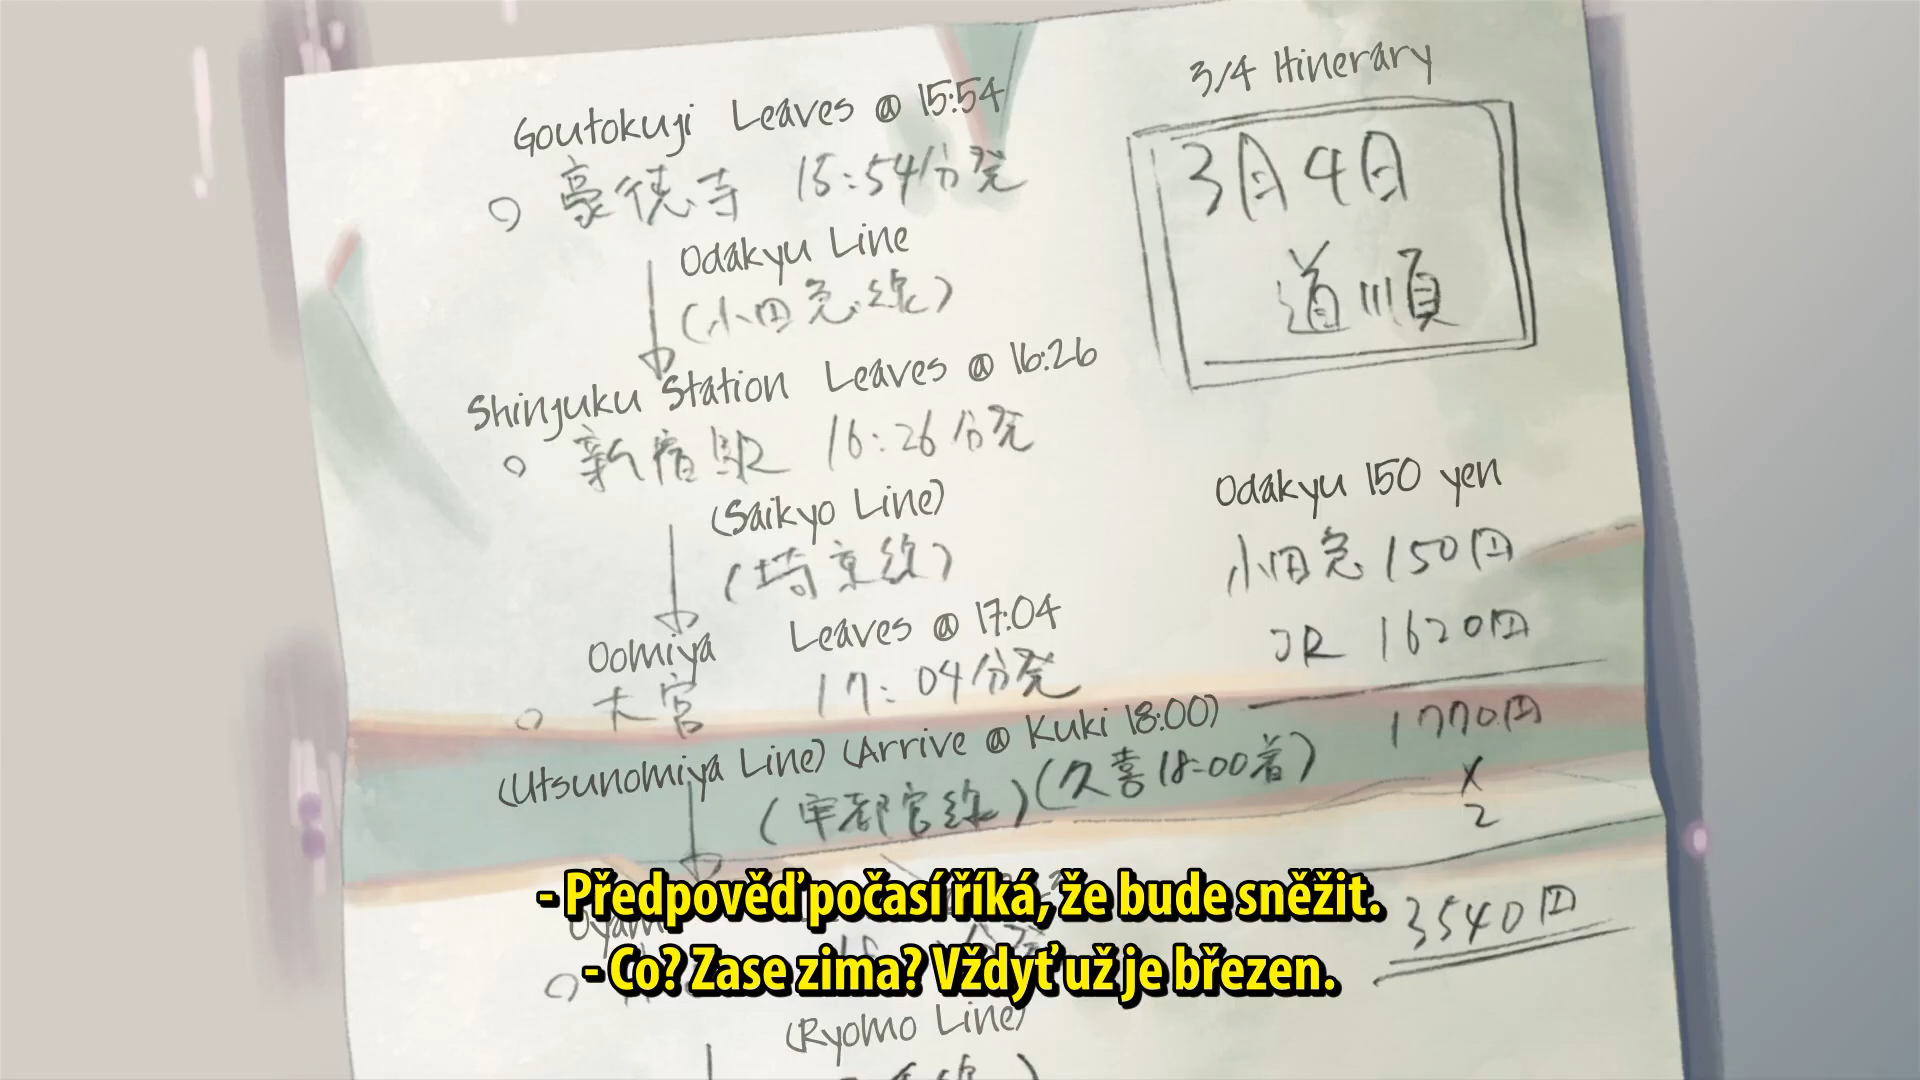 Goutokuji Leaves @ 15:54
豪徳寺 15:54分発
Odakyu Line
(小田急線)
Shinjuku Station Leaves @ 16:26
新宿駅 16:26分発
(Saikyo Line)
(埼京線)
Oomiya Leaves @ 17:04
大宮 17:04分発
(Utsunomiya Line) (Arrive @ Kuki 18:00)
(宇都宮線) (久喜18:00着)
(Ryomo Line)
3/4 Itinerary
3月4日
道順
Odakyu 150 yen
小田急 150円
JR 1620円
1770円
×
2
3540円
- Předpověď počasí říká, že bude sněžit.
- Co? Zase zima? Vždyť už je březen.